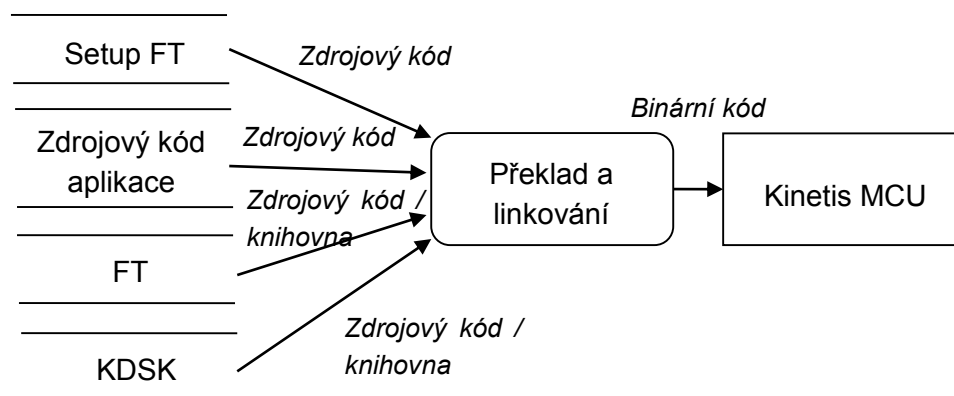 Setup FT
Zdrojový kód
Binární kód
Zdrojový kód
aplikace
Zdrojový kód
Překlad a
linkování
Kinetis MCU
Zdrojový kód /
knihovna
FT
Zdrojový kód /
knihovna
KDSK